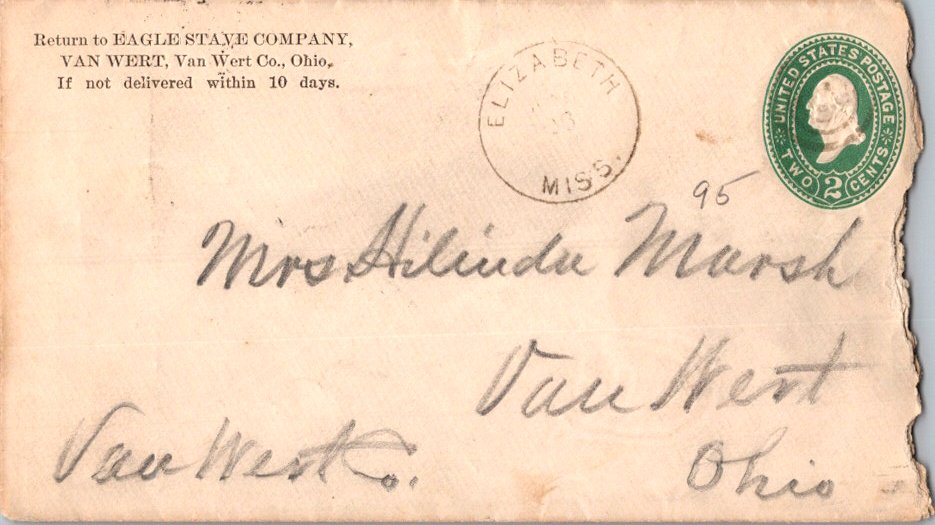 Return to EAGLE STAVE COMPANY,
VAN WERT, Van Wert Co., Ohio,
If not delivered within 10 days.
ELIZABETH
MISS.
UNITED STATES POSTAGE
TWO 2 CENTS
95
Mrs Hilinda Marsh
Van Wert
Van Wert Co.
Ohio